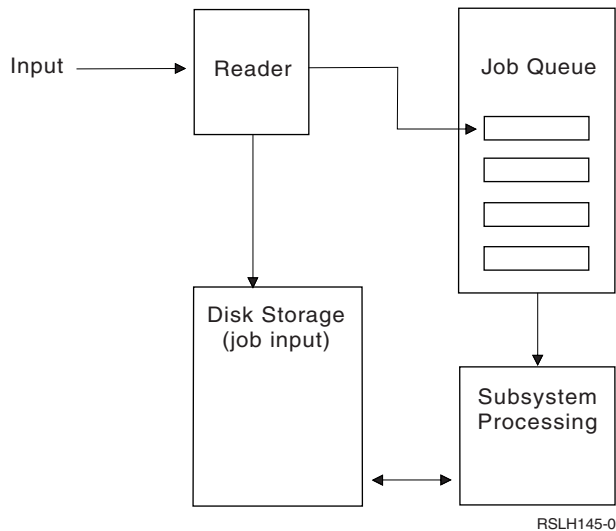 Input
Reader
Job Queue
Disk Storage
(job input)
Subsystem
Processing
RSLH145-0